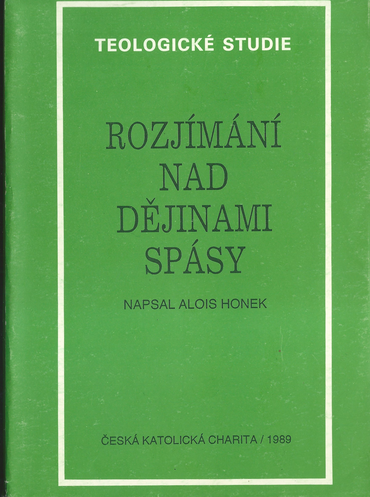 TEOLOGICKÉ STUDIE
ROZJÍMÁNÍ
NAD
DĚJINAMI
SPÁSY
NAPSAL ALOIS HONEK
ČESKÁ KATOLICKÁ CHARITA / 1989